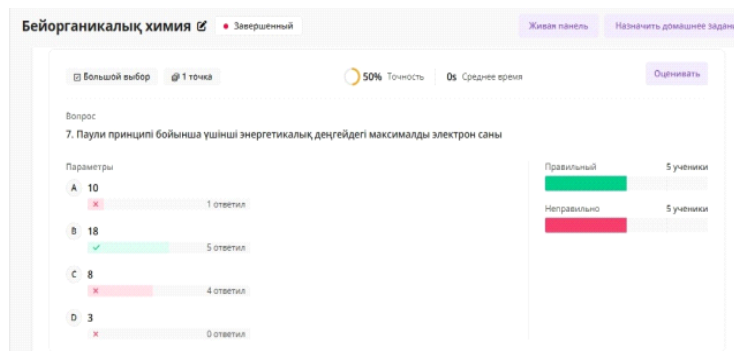 Бейорганикалық химия
Завершенный
Живая панель
Назначить домашнее задани
Большой выбор
1 точка
50% Точность
0s Среднее время
Оценивать
Вопрос
7. Паули принципі бойынша үшінші энергетикалық деңгейдегі максималды электрон саны
Параметры
A 10
1 ответил
B 18
5 ответил
C 8
4 ответил
D 3
0 ответил
Правильный 5 ученики
Неправильно 5 ученики